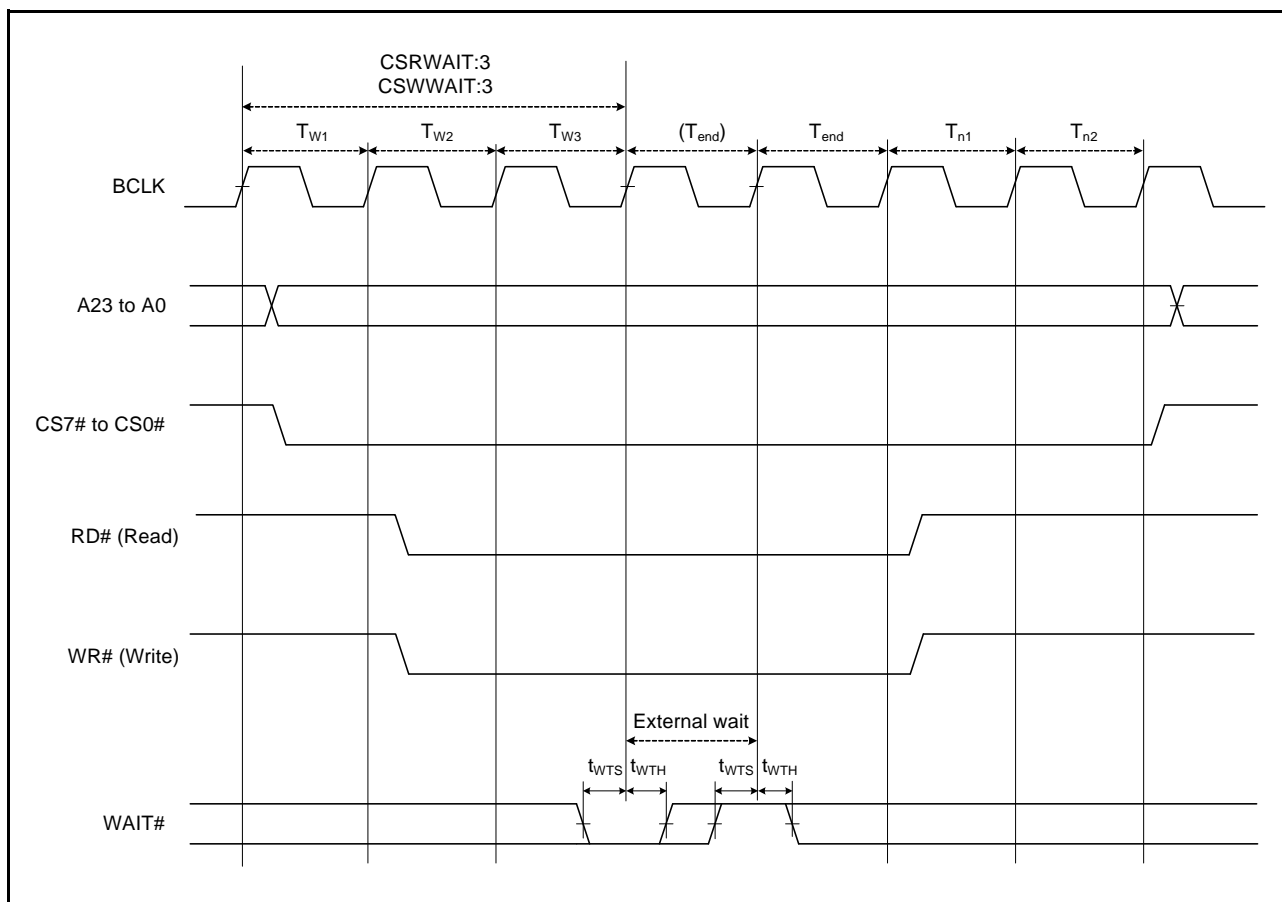 CSRWAIT:3
CSWWAIT:3
TW1 TW2 TW3 (Tend) Tend Tn1 Tn2
BCLK
A23 to A0
CS7# to CS0#
RD# (Read)
WR# (Write)
External wait
tWTS tWTH tWTS tWTH
WAIT#